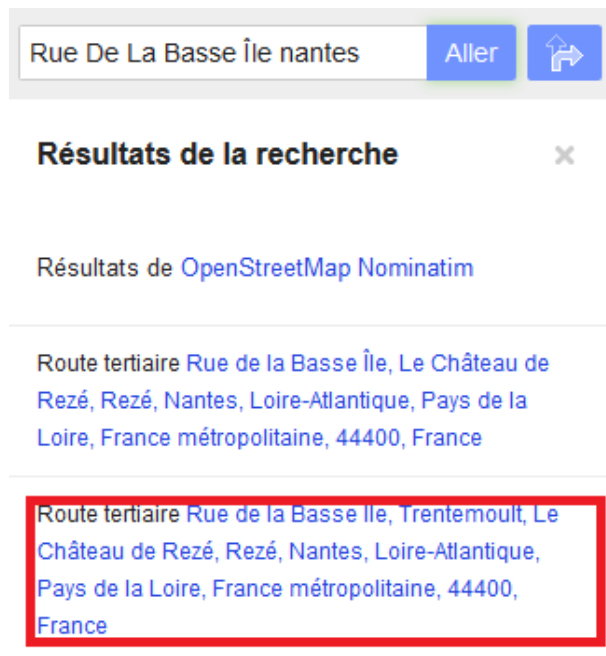 Rue De La Basse Île nantes
Aller
Résultats de la recherche
×
Résultats de OpenStreetMap Nominatim
Route tertiaire Rue de la Basse Île, Le Château de
Rezé, Rezé, Nantes, Loire-Atlantique, Pays de la
Loire, France métropolitaine, 44400, France
Route tertiaire Rue de la Basse Île, Trentemoult, Le
Château de Rezé, Rezé, Nantes, Loire-Atlantique,
Pays de la Loire, France métropolitaine, 44400,
France